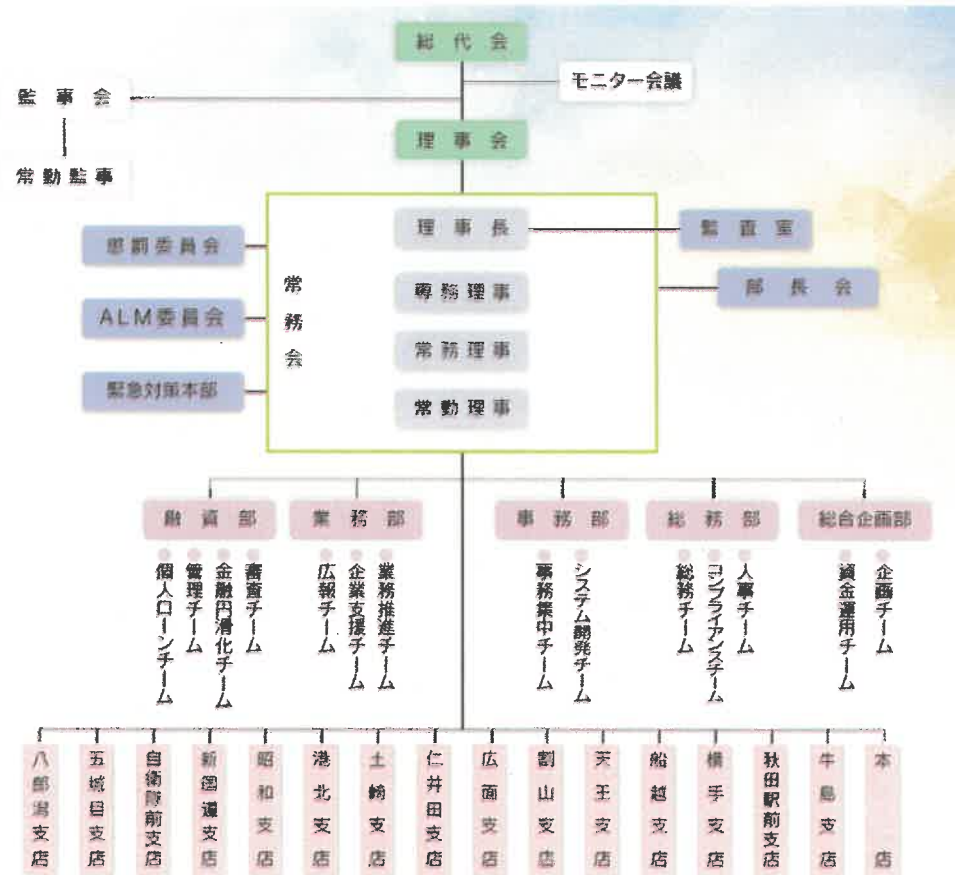 総代会
モニター会議
監事会
理事会
常勤監事
理事長
監査室
懲罰委員会
部長会
常務会
専務理事
ALM委員会
常務理事
緊急対策本部
常勤理事
融資部
業務部
事務部
総務部
総合企画部
個人ローンチーム
管理チーム
金融円滑化チーム
審査チーム
広報チーム
企業支援チーム
業務推進チーム
事務集中チーム
システム開発チーム
総務チーム
コンプライアンスチーム
人事チーム
資金運用チーム
企画チーム
八郎潟支店
五城目支店
自衛隊前支店
新国道支店
昭和支店
港北支店
土崎支店
仁井田支店
広面支店
割山支店
天王支店
船越支店
横手支店
秋田駅前支店
牛島支店
本店